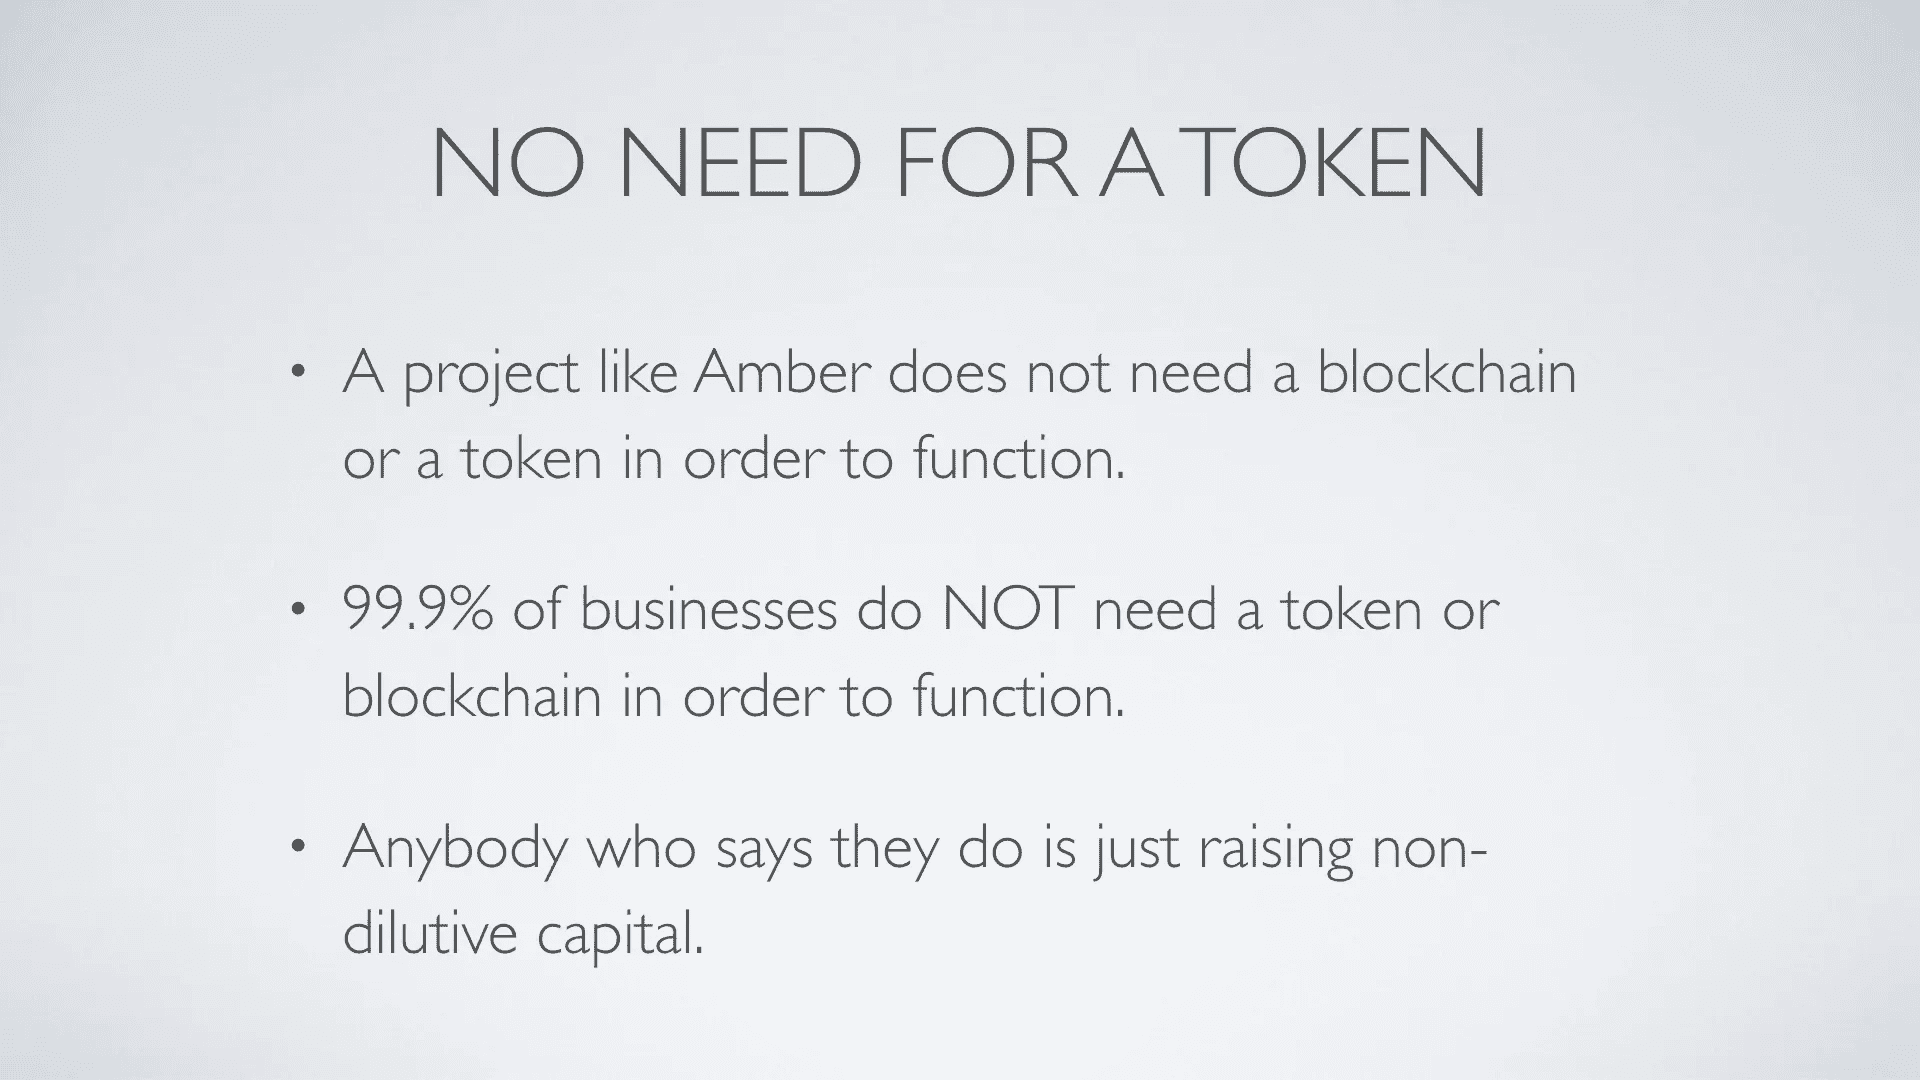 NO NEED FOR A TOKEN
• A project like Amber does not need a blockchain
or a token in order to function.
• 99.9% of businesses do NOT need a token or
blockchain in order to function.
• Anybody who says they do is just raising non-
dilutive capital.